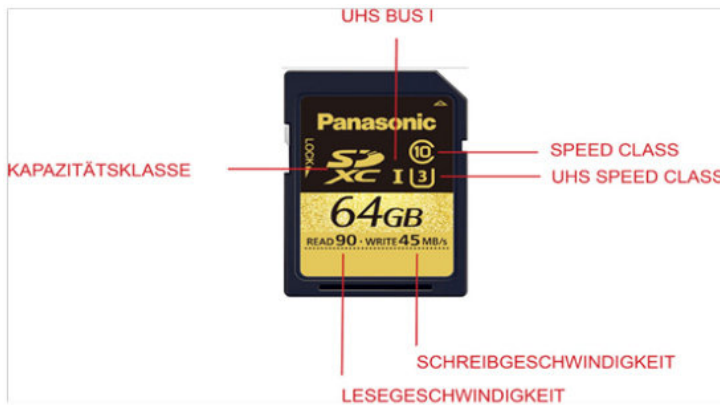 UHS BUS I
Panasonic
LOCK
SD
XC
10
I 3
KAPAZITÄTSKLASSE
SPEED CLASS
UHS SPEED CLASS
64GB
READ 90 · WRITE 45 MB/s
SCHREIBGESCHWINDIGKEIT
LESEGESCHWINDIGKEIT